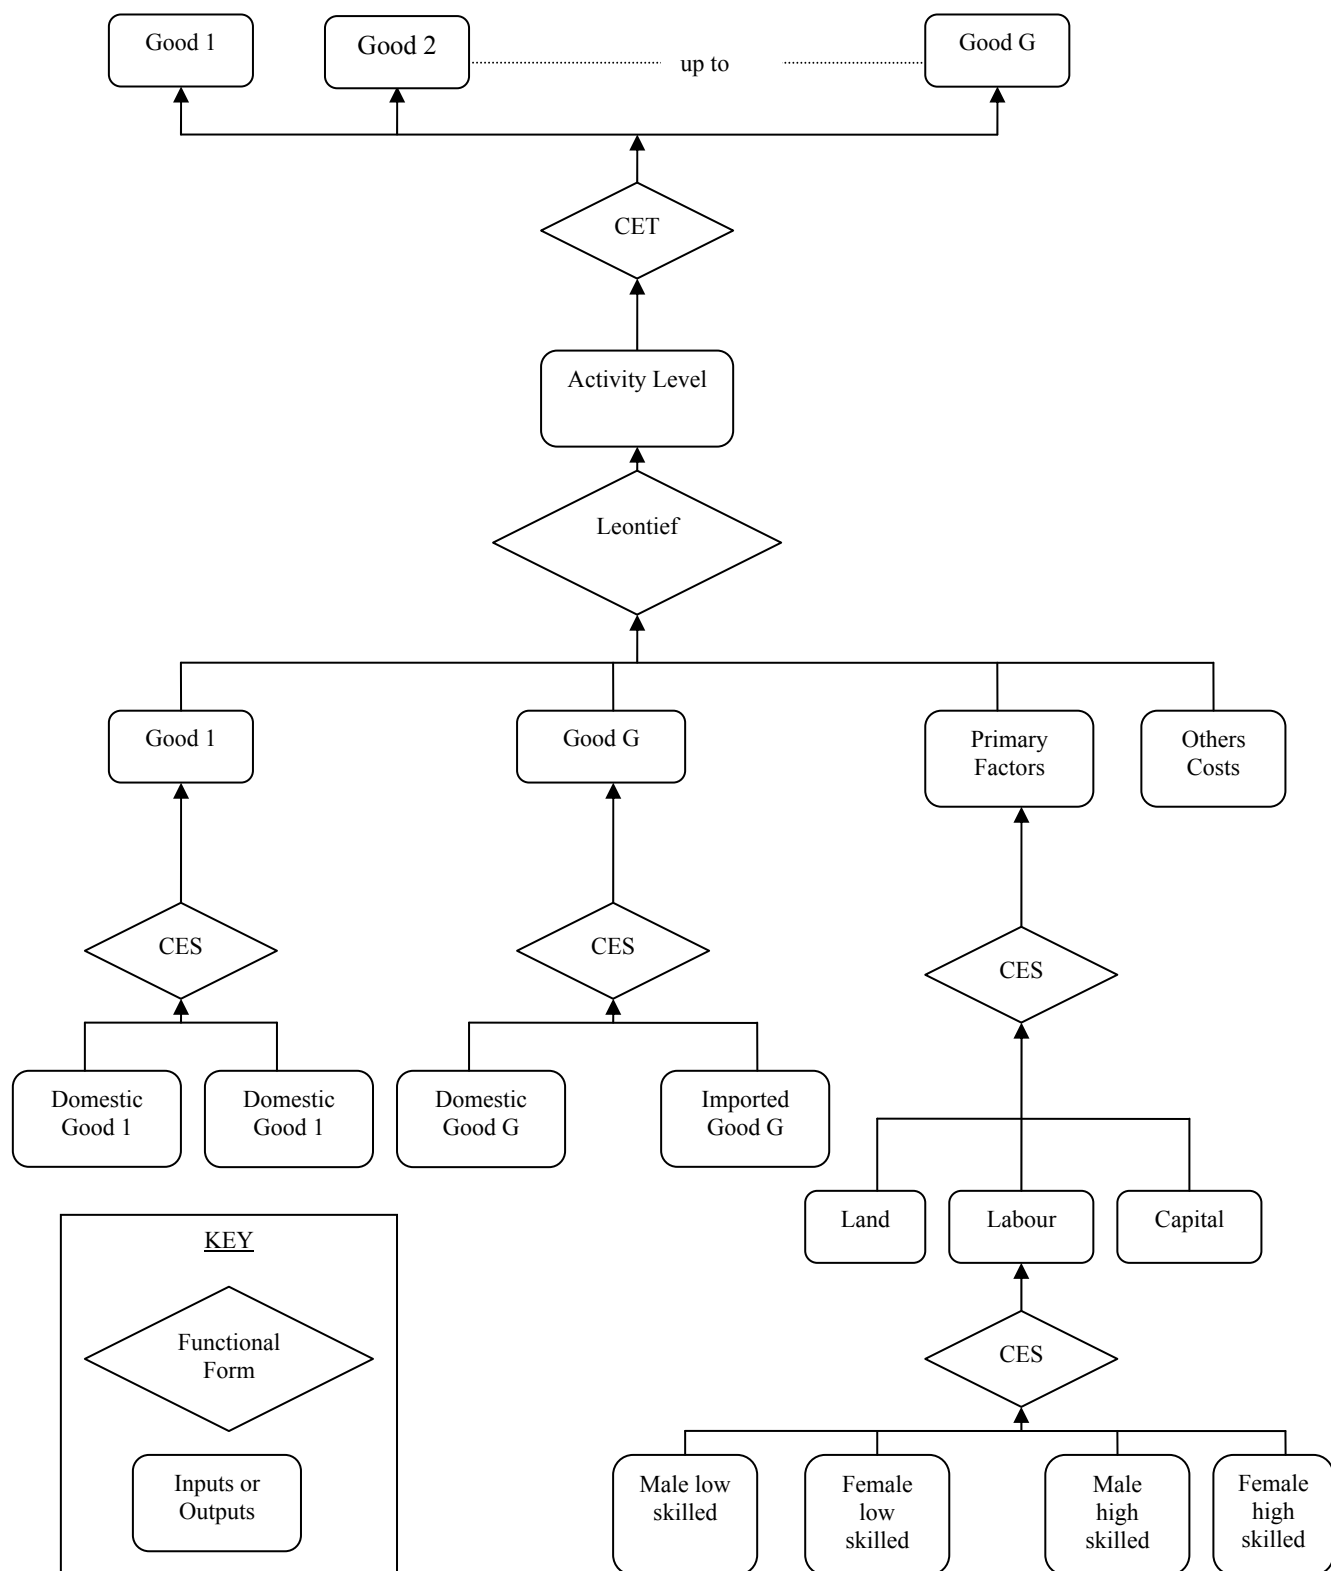 Good 1
Good 2
up to
Good G
CET
Activity Level
Leontief
Good 1
Good G
Primary
Factors
Others
Costs
CES
CES
CES
Domestic
Good 1
Domestic
Good 1
Domestic
Good G
Imported
Good G
Land
Labour
Capital
KEY
Functional
Form
Inputs or
Outputs
CES
Male low
skilled
Female
low
skilled
Male
high
skilled
Female
high
skilled